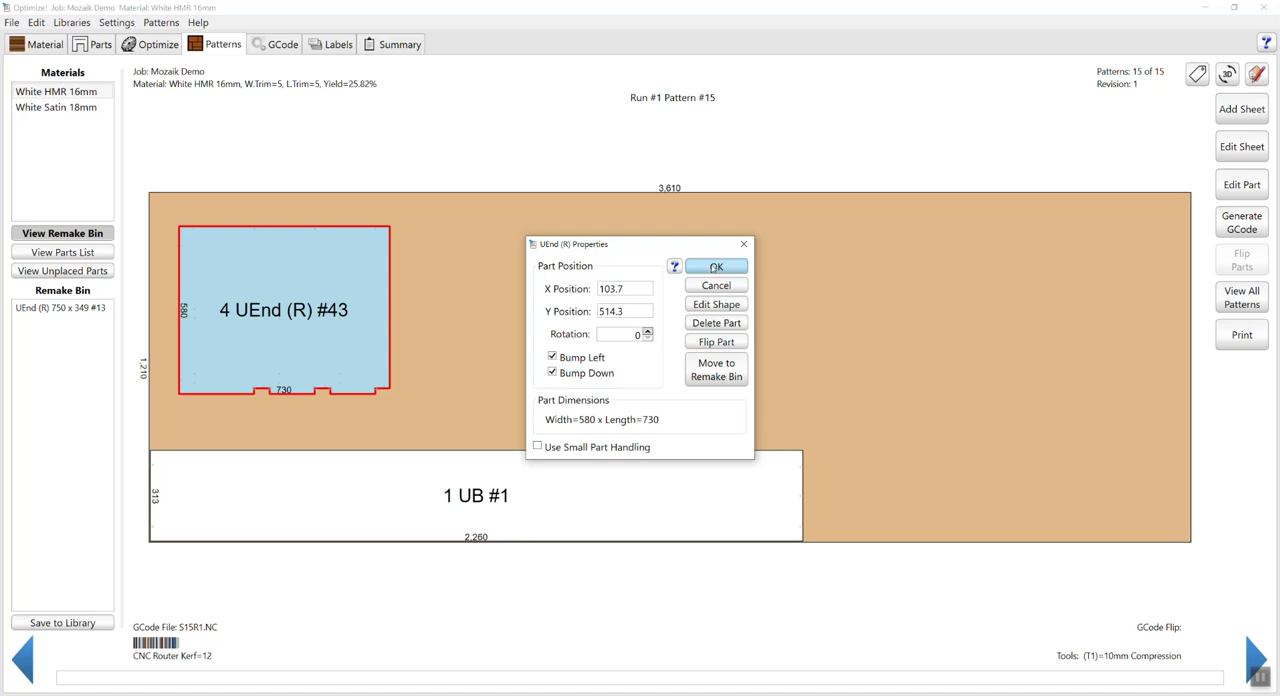 Optimize! Job: Mozaik Demo Material: White HMR 16mm
File Edit Libraries Settings Patterns Help
Material Parts Optimize Patterns GCode Labels Summary
Materials
White HMR 16mm
White Satin 18mm
View Remake Bin
View Parts List
View Unplaced Parts
Remake Bin
UEnd (R) 750 x 349 #13
Save to Library
Job: Mozaik Demo
Material: White HMR 16mm, W.Trim=5, L.Trim=5, Yield=25.82%
Run #1 Pattern #15
Patterns: 15 of 15
Revision: 1
3D
3,610
1,210
580
4 UEnd (R) #43
730
313
1 UB #1
2,260
UEnd (R) Properties
Part Position
X Position: 103.7
Y Position: 514.3
Rotation: 0
Bump Left
Bump Down
?
OK
Cancel
Edit Shape
Delete Part
Flip Part
Move to
Remake Bin
Part Dimensions
Width=580 x Length=730
Use Small Part Handling
?
Add Sheet
Edit Sheet
Edit Part
Generate
GCode
Flip
Parts
View All
Patterns
Print
GCode File: S15R1.NC
CNC Router Kerf=12
GCode Flip:
Tools: (T1)=10mm Compression